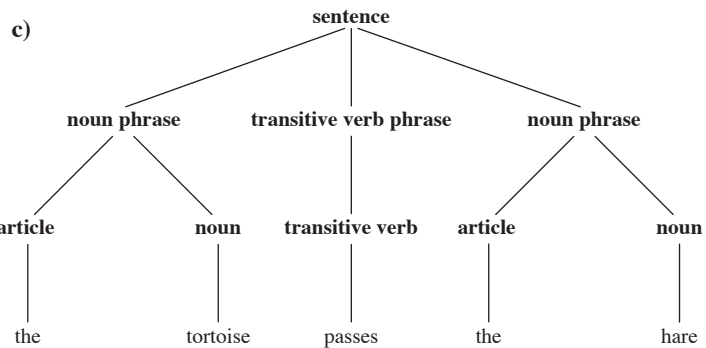 c)
sentence
noun phrase transitive verb phrase noun phrase
article noun transitive verb article noun
the tortoise passes the hare